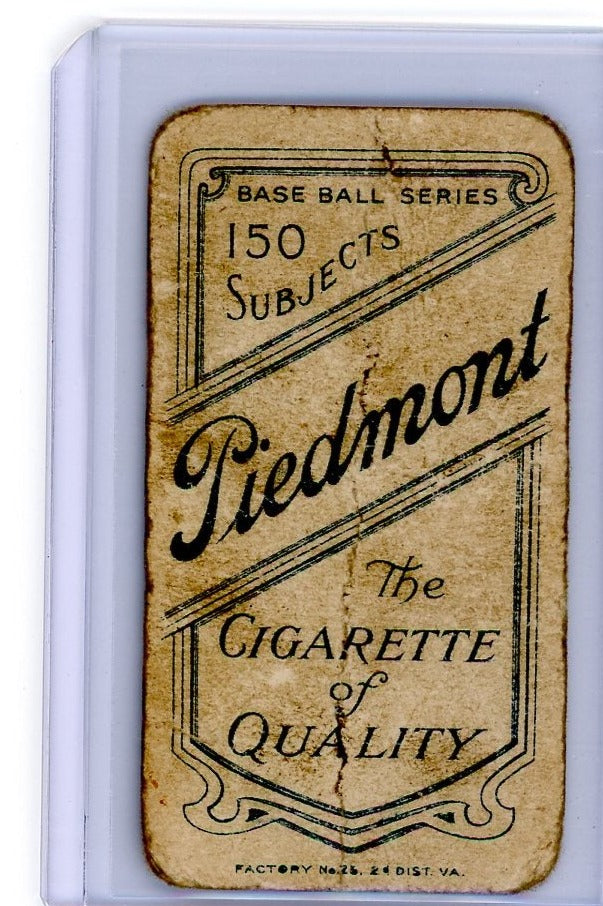 BASE BALL SERIES
150
SUBJECTS
Piedmont
The
CIGARETTE
of
QUALITY
FACTORY No. 25, 2d DIST. VA.